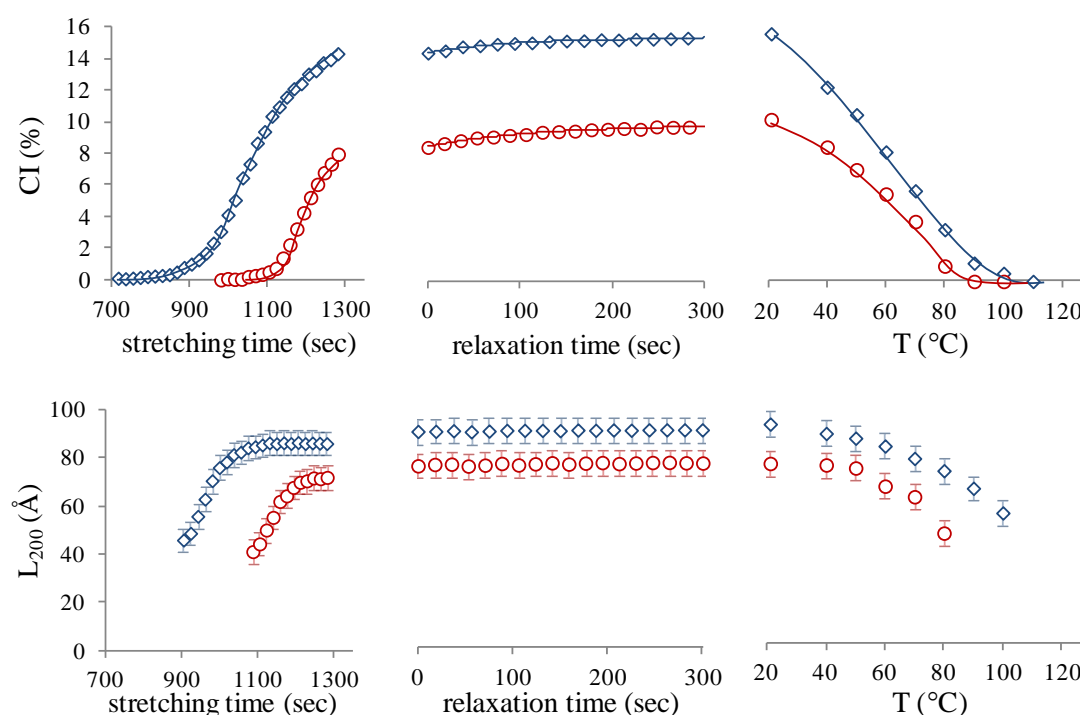 16
14
12
10
8
6
4
2
0
CI (%)
700 900 1100 1300
stretching time (sec)
0 100 200 300
relaxation time (sec)
20 40 60 80 100 120
T (°C)
100
80
60
40
20
0
L200 (Å)
700 900 1100 1300
stretching time (sec)
0 100 200 300
relaxation time (sec)
20 40 60 80 100 120
T (°C)